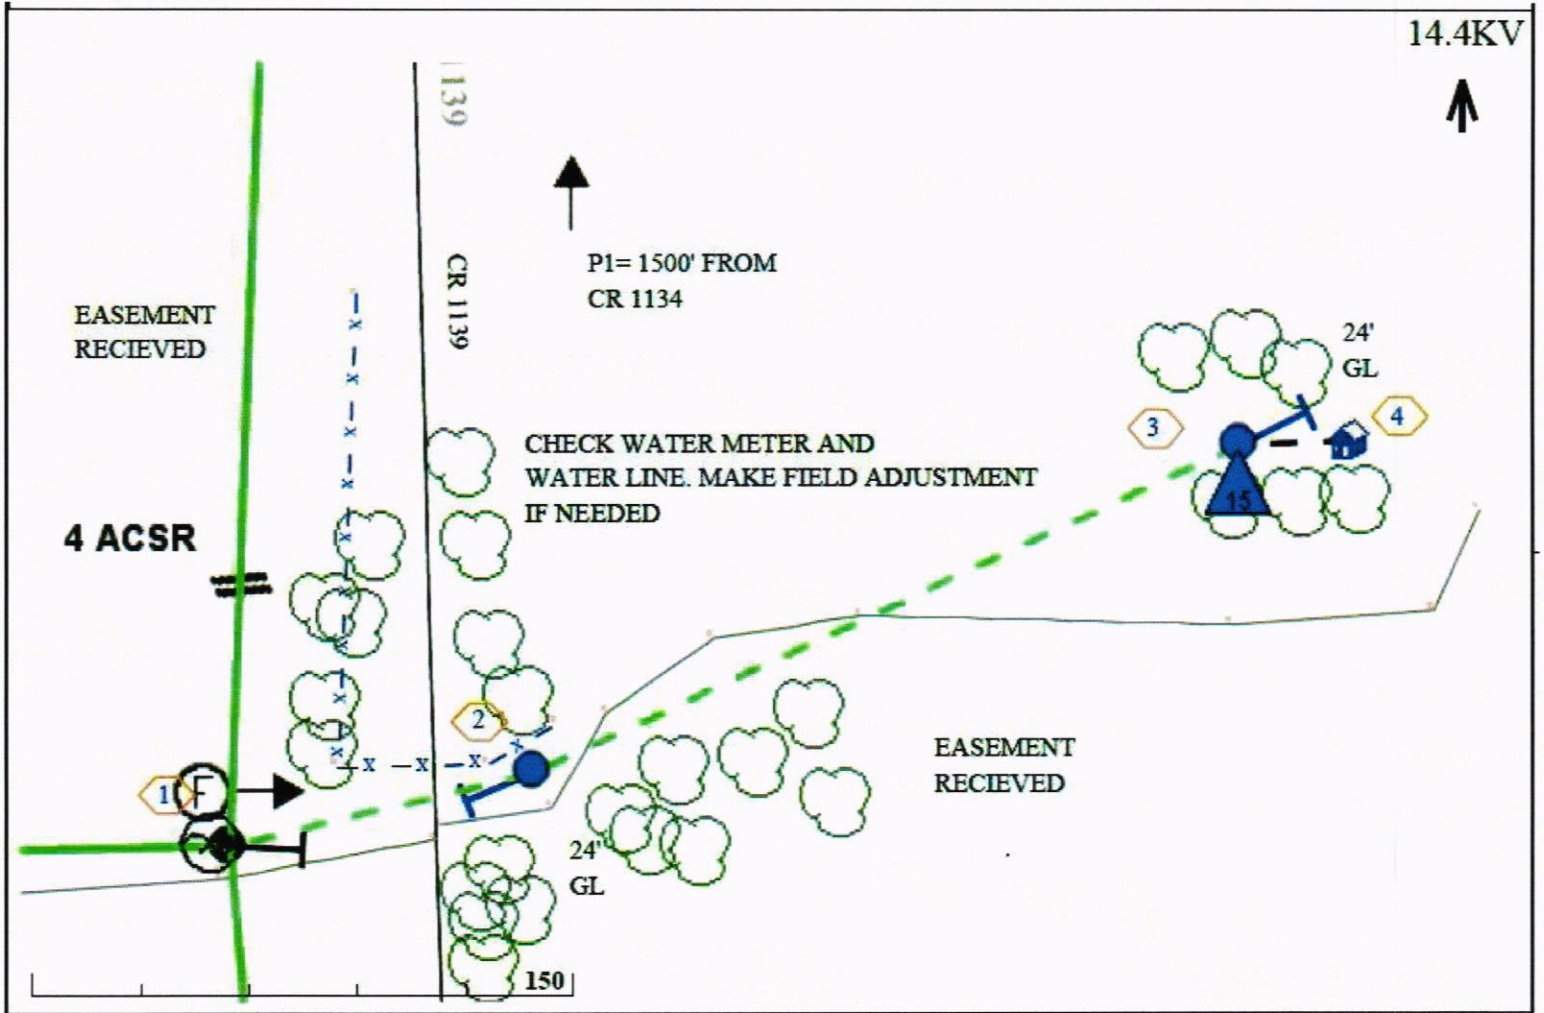 14.4KV
139
P1= 1500' FROM
CR 1134
CR 1139
EASEMENT
RECIEVED
24'
GL
3
4
CHECK WATER METER AND
WATER LINE. MAKE FIELD ADJUSTMENT
IF NEEDED
15
4 ACSR
2
EASEMENT
RECIEVED
1
F
24'
GL
150